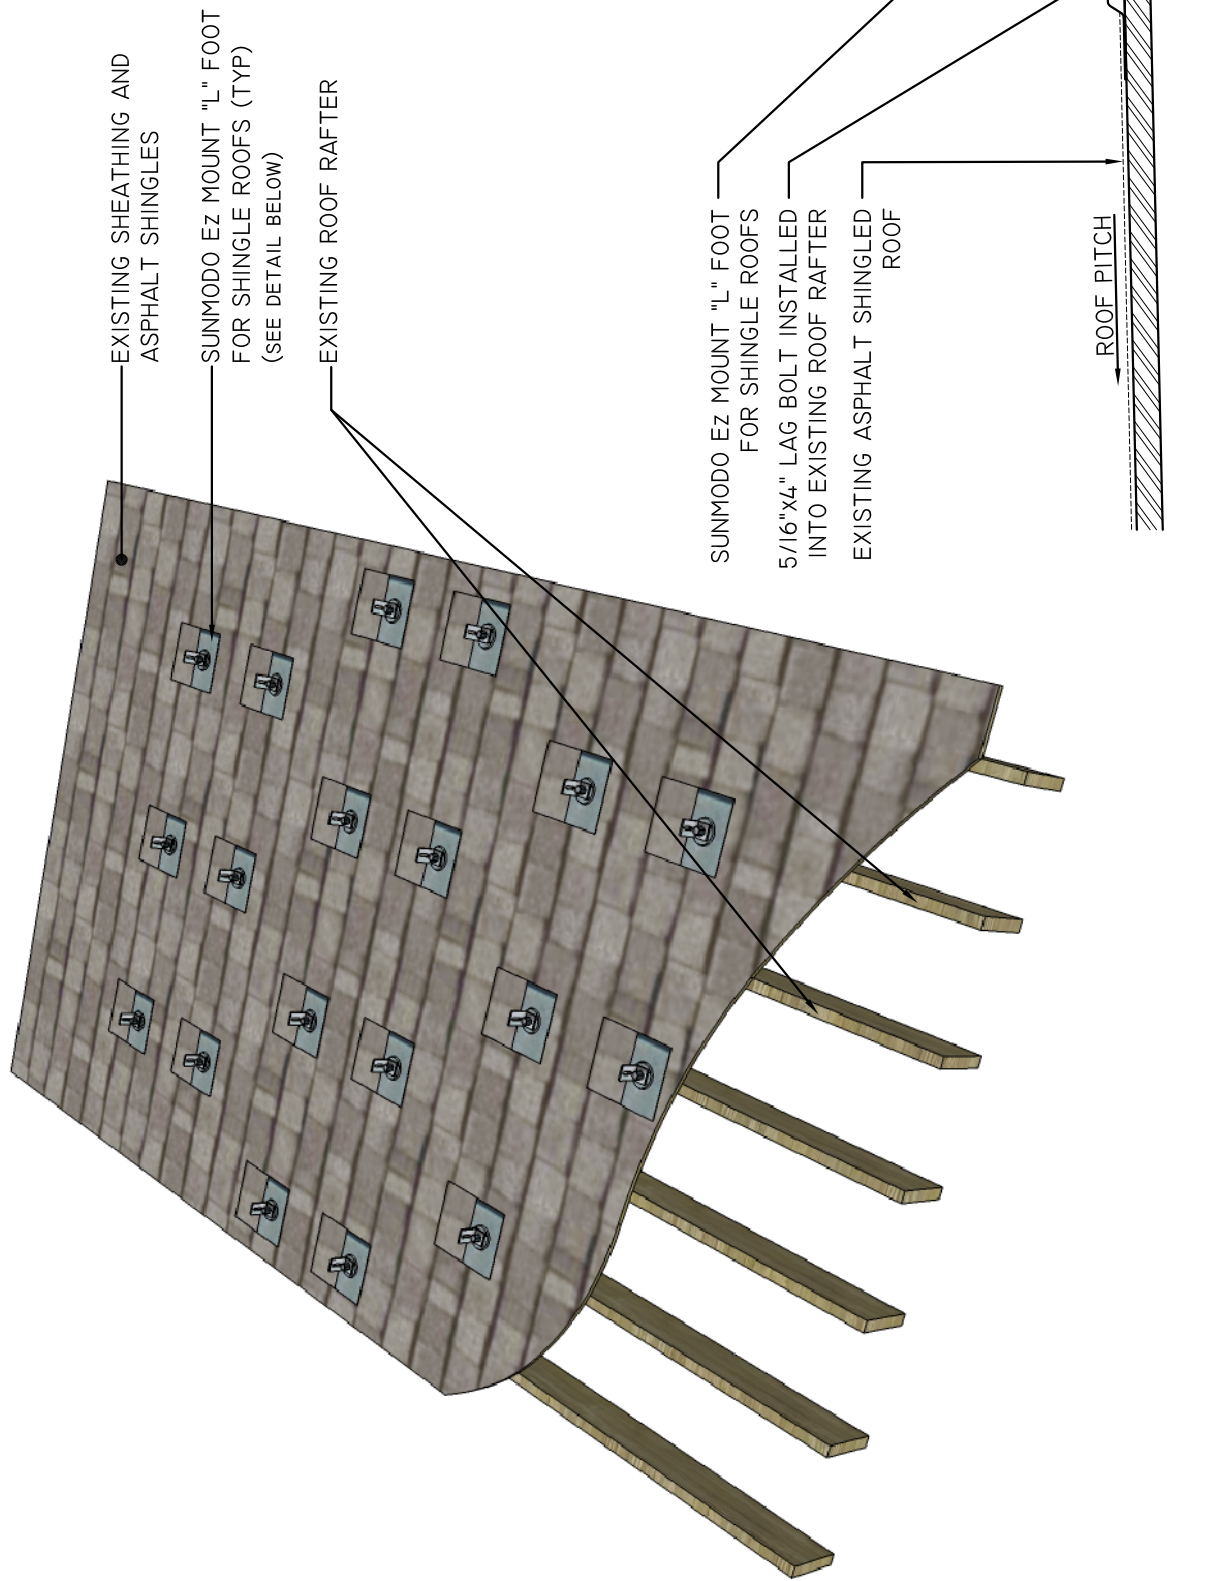 EXISTING SHEATHING AND
ASPHALT SHINGLES
SUNMODO Ez MOUNT "L" FOOT
FOR SHINGLE ROOFS (TYP)
(SEE DETAIL BELOW)
EXISTING ROOF RAFTER
SUNMODO Ez MOUNT "L" FOOT
FOR SHINGLE ROOFS
5/16"x4" LAG BOLT INSTALLED
INTO EXISTING ROOF RAFTER
EXISTING ASPHALT SHINGLED
ROOF
ROOF PITCH